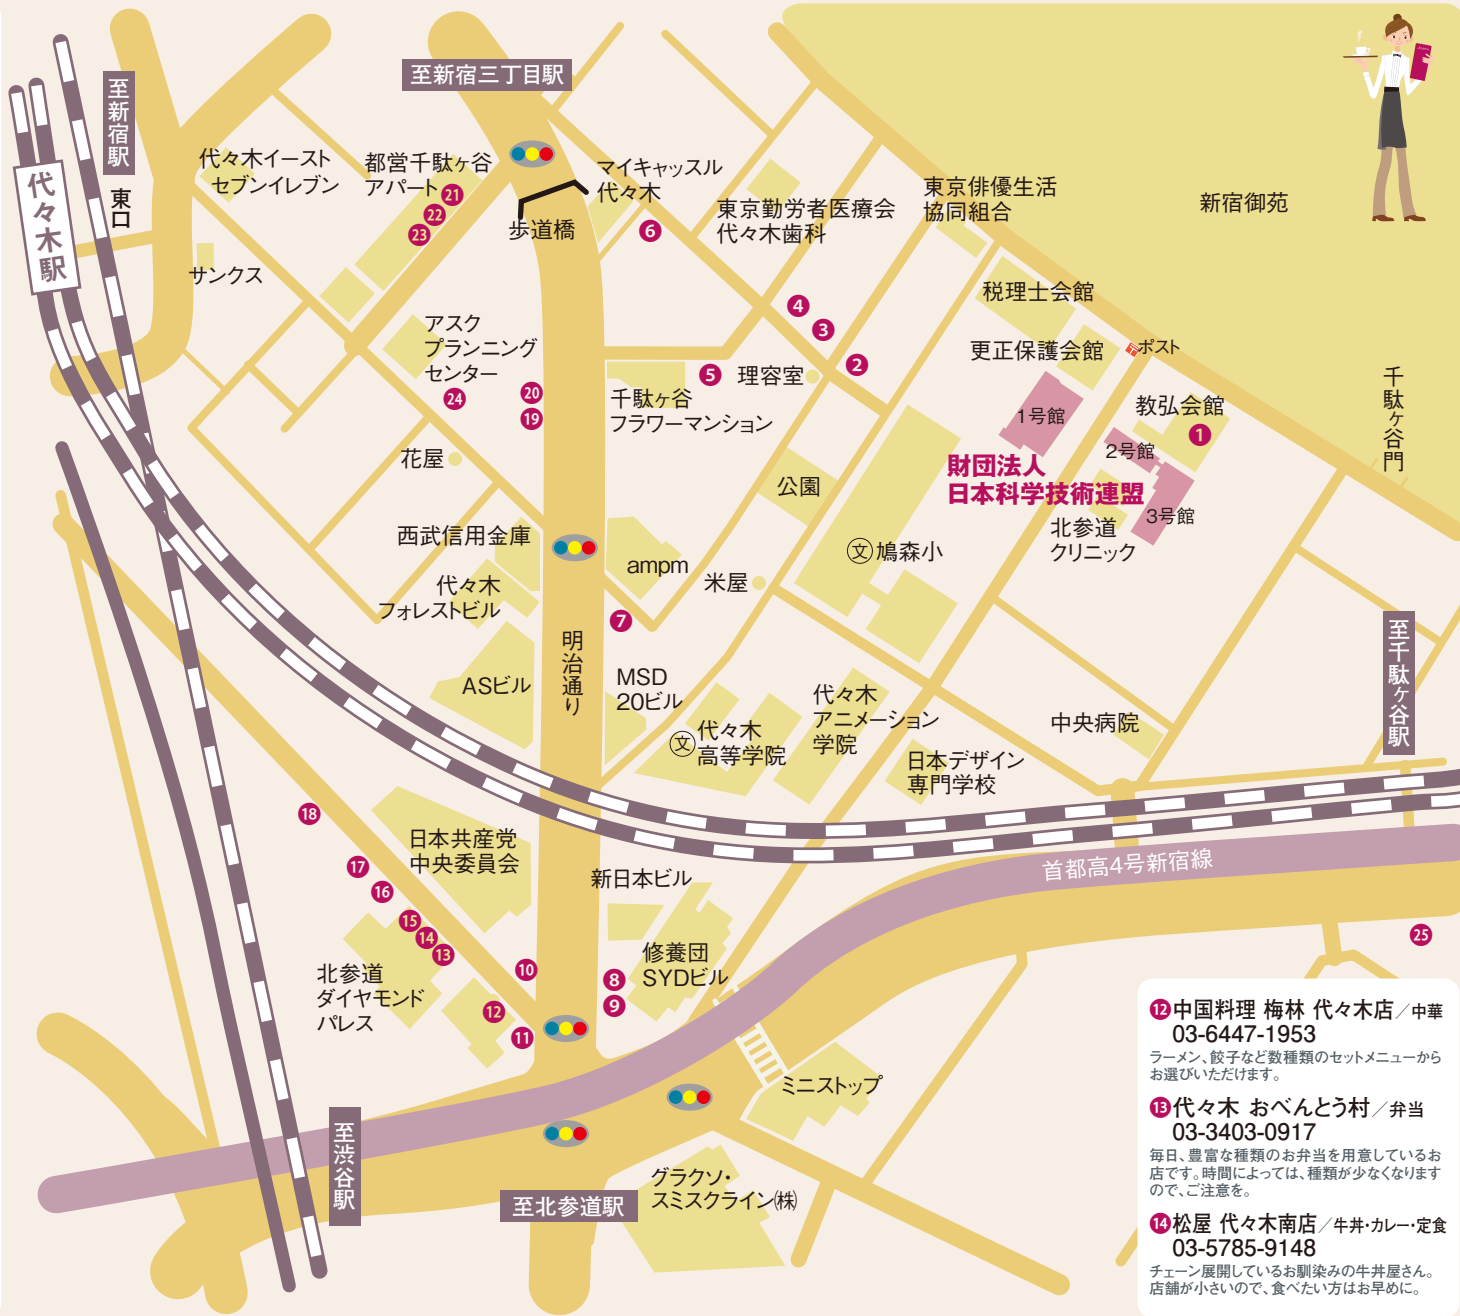 至新宿三丁目駅
至新宿駅
東口
代々木駅
代々木イースト
セブンイレブン
都営千駄ヶ谷
アパート
21
22
23
歩道橋
マイキャッスル
代々木
6
東京勤労者医療会
代々木歯科
東京俳優生活
協同組合
新宿御苑
サンクス
税理士会館
4
3
2
更正保護会館
ポスト
アスク
プランニング
センター
24
20
19
5
理容室
千駄ヶ谷
フラワーマンション
1号館
教弘会館
1
千駄ヶ谷門
2号館
花屋
財団法人
日本科学技術連盟
公園
3号館
北参道
クリニック
西武信用金庫
ampm
文鳩森小
米屋
代々木
フォレストビル
7
明治通り
至千駄ヶ谷駅
ASビル
MSD
20ビル
文
代々木
高等学院
代々木
アニメーション
学院
中央病院
日本デザイン
専門学校
18
日本共産党
中央委員会
17
16
新日本ビル
首都高4号新宿線
15
14
13
25
10
8
9
修養団
SYDビル
北参道
ダイヤモンド
パレス
12
11
ミニストップ
至渋谷駅
至北参道駅
グラクソ・
スミスクライン㈱
12中国料理 梅林 代々木店／中華
03-6447-1953
ラーメン、餃子など数種類のセットメニューから
お選びいただけます。
13代々木 おべんとう村／弁当
03-3403-0917
毎日、豊富な種類のお弁当を用意しているお
店です。時間によっては、種類が少なくなります
ので、ご注意を。
14松屋 代々木南店／牛丼・カレー・定食
03-5785-9148
チェーン展開しているお馴染みの牛丼屋さん。
店舗が小さいので、食べたい方はお早めに。